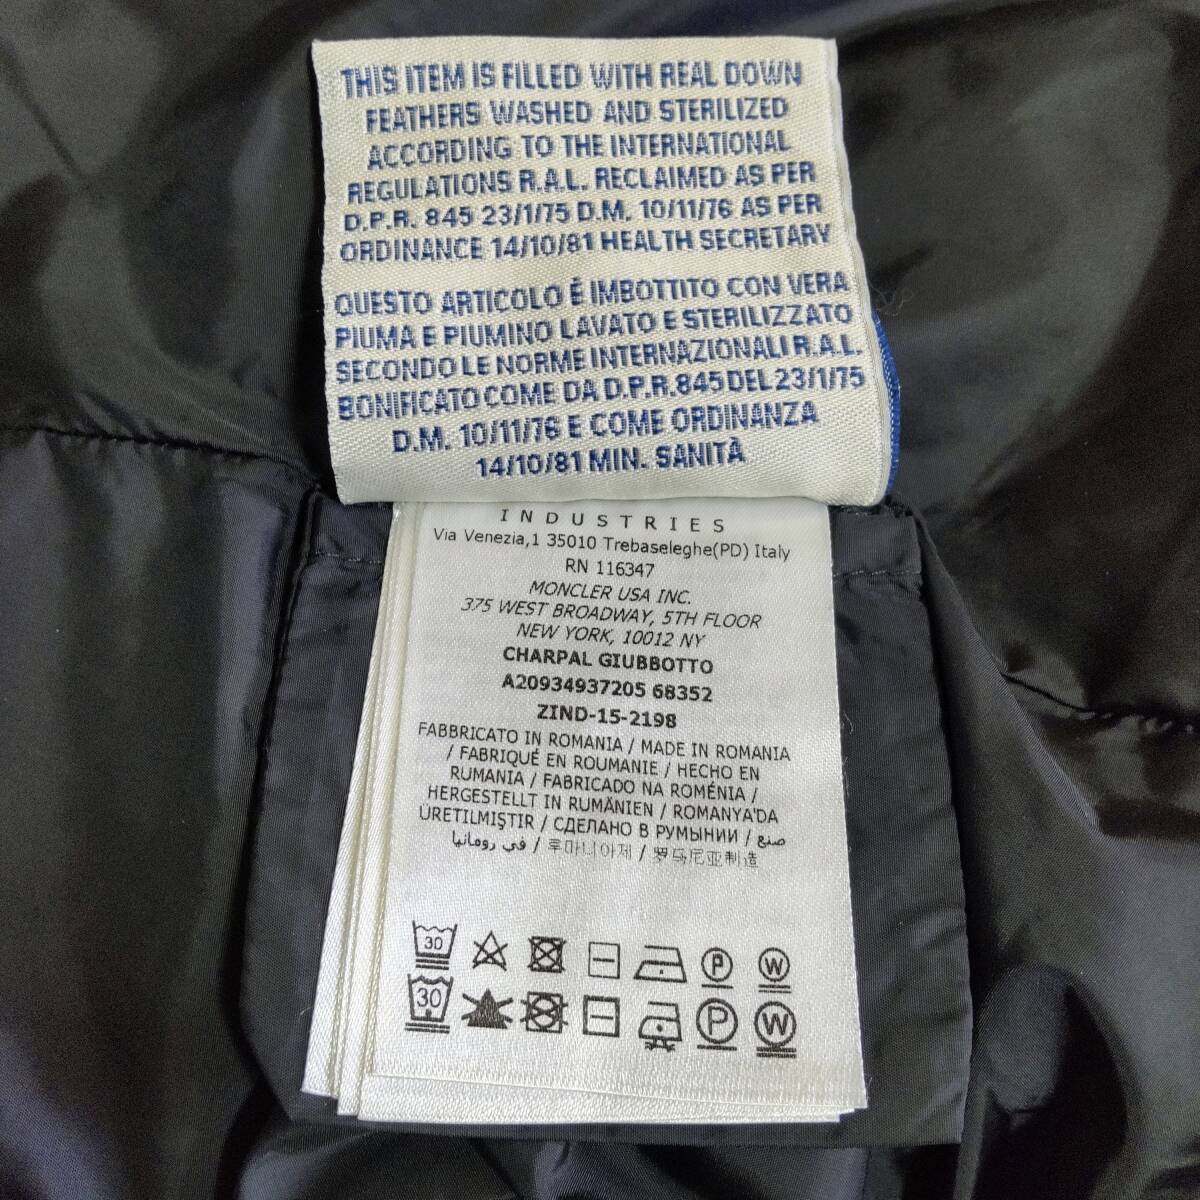 THIS ITEM IS FILLED WITH REAL DOWN
FEATHERS WASHED AND STERILIZED
ACCORDING TO THE INTERNATIONAL
REGULATIONS R.A.L. RECLAIMED AS PER
D.P.R. 845 23/1/75 D.M. 10/11/76 AS PER
ORDINANCE 14/10/81 HEALTH SECRETARY
QUESTO ARTICOLO É IMBOTTITO CON VERA
PIUMA E PIUMINO LAVATO E STERILIZZATO
SECONDO LE NORME INTERNAZIONALI R.A.L.
BONIFICATO COME DA D.P.R. 845 DEL 23/1/75
D.M. 10/11/76 E COME ORDINANZA
14/10/81 MIN. SANITÀ
INDUSTRIES
Via Venezia,1 35010 Trebaseleghe(PD) Italy
RN 116347
MONCLER USA INC.
375 WEST BROADWAY, 5TH FLOOR
NEW YORK, 10012 NY
CHARPAL GIUBBOTTO
A20934937205 68352
ZIND-15-2198
FABBRICATO IN ROMANIA / MADE IN ROMANIA
/ FABRIQUÉ EN ROUMANIE / HECHO EN
RUMANIA / FABRICADO NA ROMÉNIA /
HERGESTELLT IN RUMÄNIEN / ROMANYA'DA
ÜRETILMIŞTIR / СДЕЛАНО В РУМЫНИИ / صنع
في رومانيا / 루마니아제 / 罗马尼亚制造
30 P W
30 P W